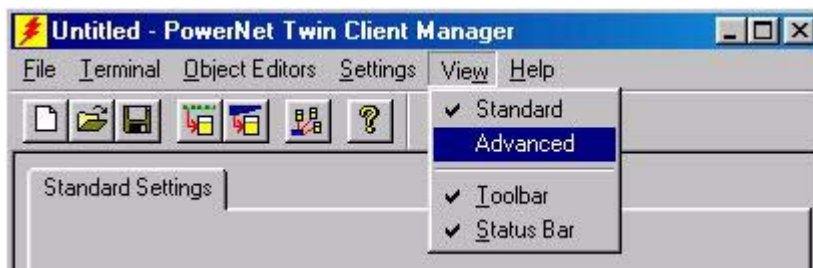 Untitled - PowerNet Twin Client Manager
File Terminal Object Editors Settings View Help
Standard
Advanced
Toolbar
Status Bar
Standard Settings